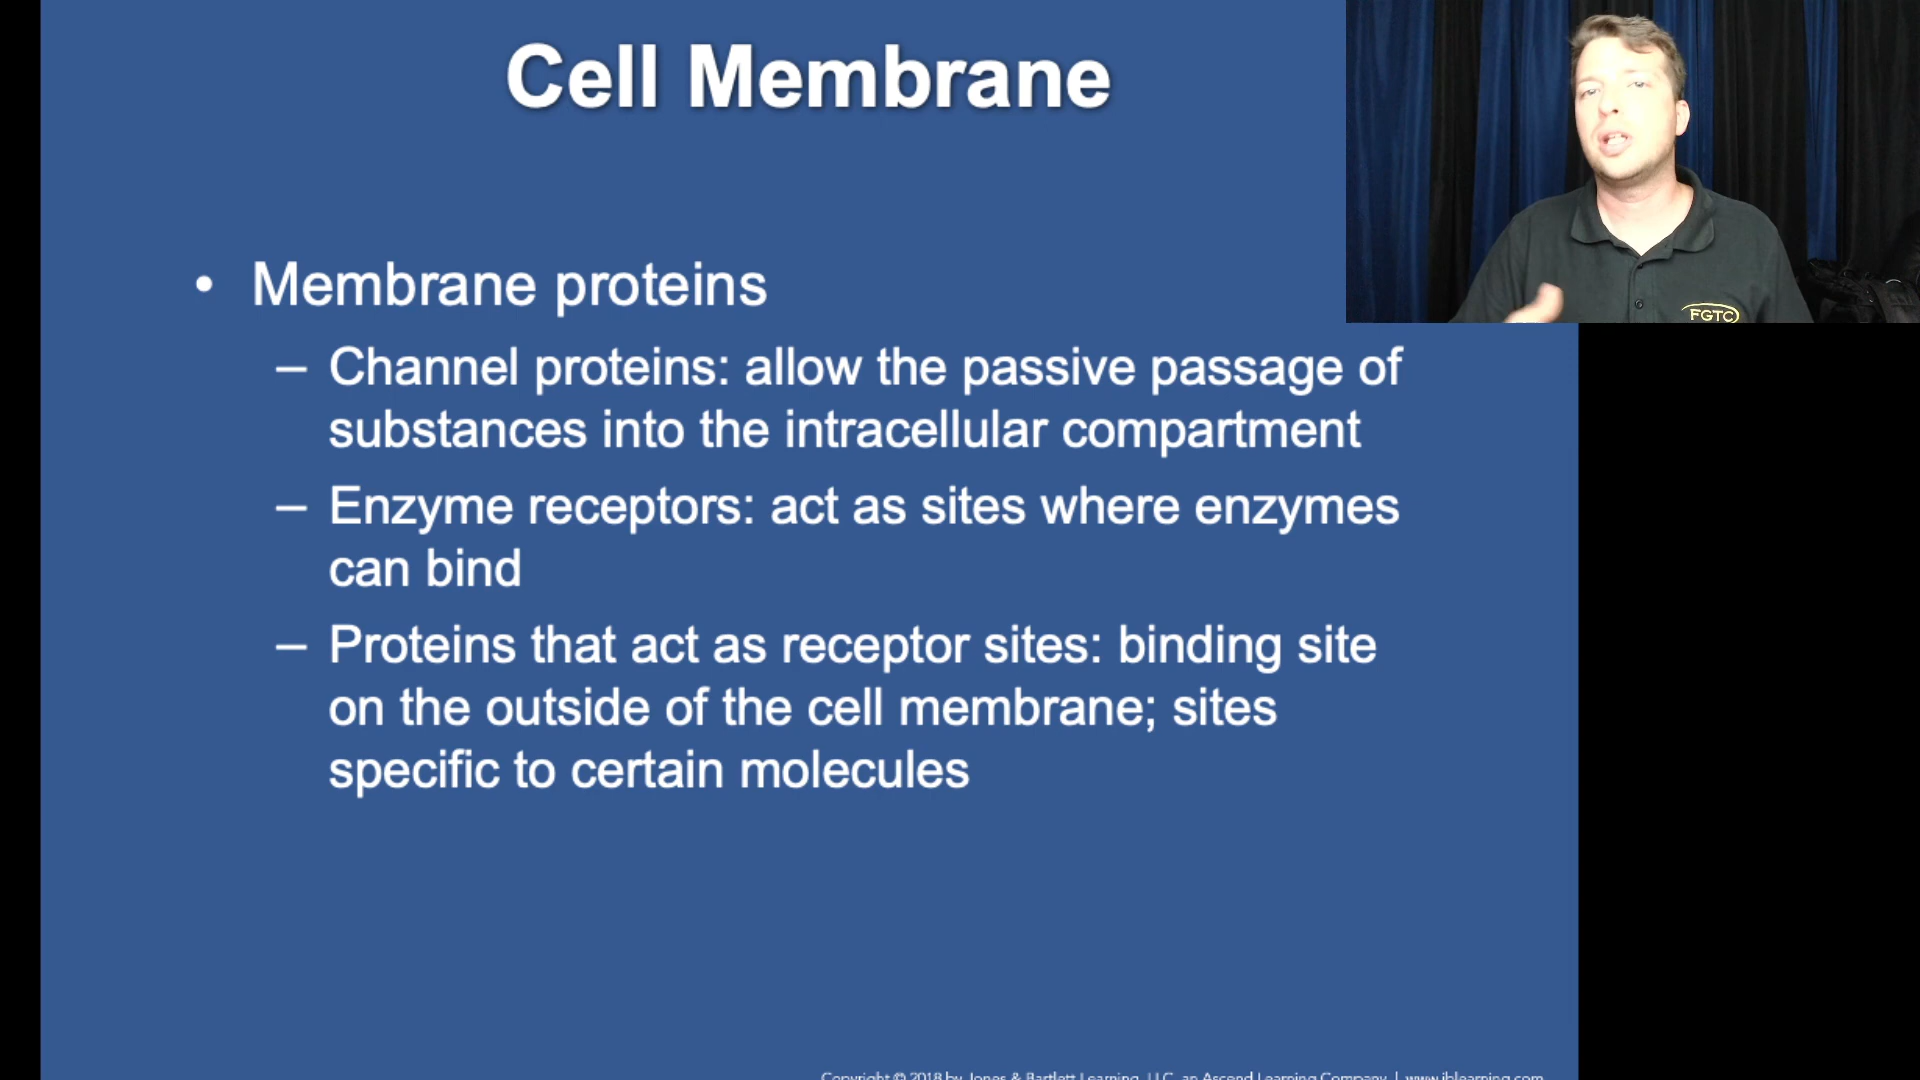 Cell Membrane
• Membrane proteins
– Channel proteins: allow the passive passage of
substances into the intracellular compartment
– Enzyme receptors: act as sites where enzymes
can bind
– Proteins that act as receptor sites: binding site
on the outside of the cell membrane; sites
specific to certain molecules
FGTC
Copyright © 2018 by Jones & Bartlett Learning, LLC, an Ascend Learning Company | www.jblearning.com